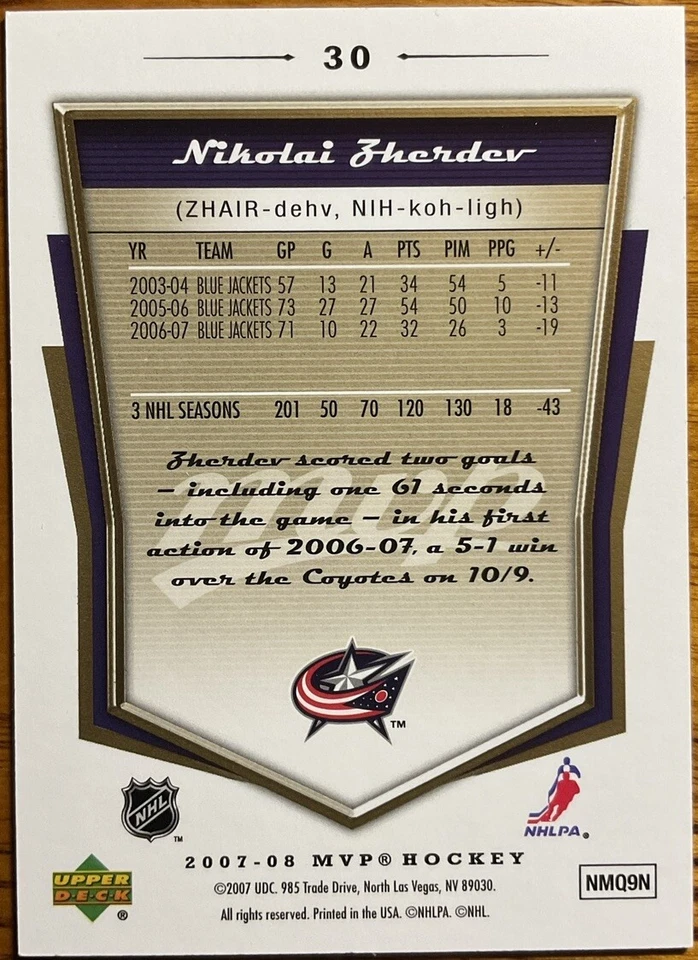 30
Nikolai Zherdev
(ZHAIR-dehv, NIH-koh-ligh)
YR TEAM GP G A PTS PIM PPG +/-
2003-04 BLUE JACKETS 57 13 21 34 54 5 -11
2005-06 BLUE JACKETS 73 27 27 54 50 10 -13
2006-07 BLUE JACKETS 71 10 22 32 26 3 -19
3 NHL SEASONS 201 50 70 120 130 18 -43
mvp
Zherdev scored two goals
– including one 61 seconds
into the game – in his first
action of 2006-07, a 5-1 win
over the Coyotes on 10/9.
TM
NHL
TM
NHLPA®
2007-08 MVP® HOCKEY
UPPER
D·E·C·K
®
©2007 UDC. 985 Trade Drive, North Las Vegas, NV 89030.
All rights reserved. Printed in the USA. ©NHLPA. ©NHL.
NMQ9N